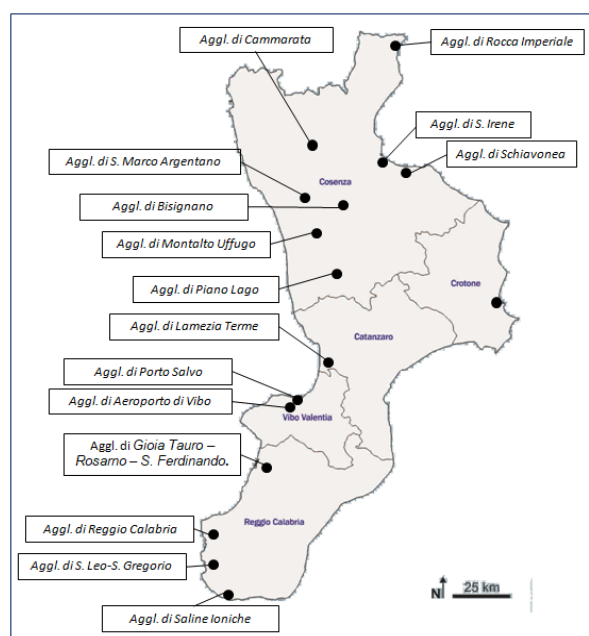 Aggl. di Cammarata
Aggl. di Rocca Imperiale
Aggl. di S. Irene
Aggl. di Schiavonea
Aggl. di S. Marco Argentano
Cosenza
Aggl. di Bisignano
Aggl. di Montalto Uffugo
Aggl. di Piano Lago
Crotone
Aggl. di Lamezia Terme
Catanzaro
Aggl. di Porto Salvo
Aggl. di Aeroporto di Vibo
Vibo Valentia
Aggl. di Gioia Tauro –
Rosarno – S. Ferdinando.
Aggl. di Reggio Calabria
Reggio Calabria
Aggl. di S. Leo-S. Gregorio
Aggl. di Saline Ioniche
N
25 km